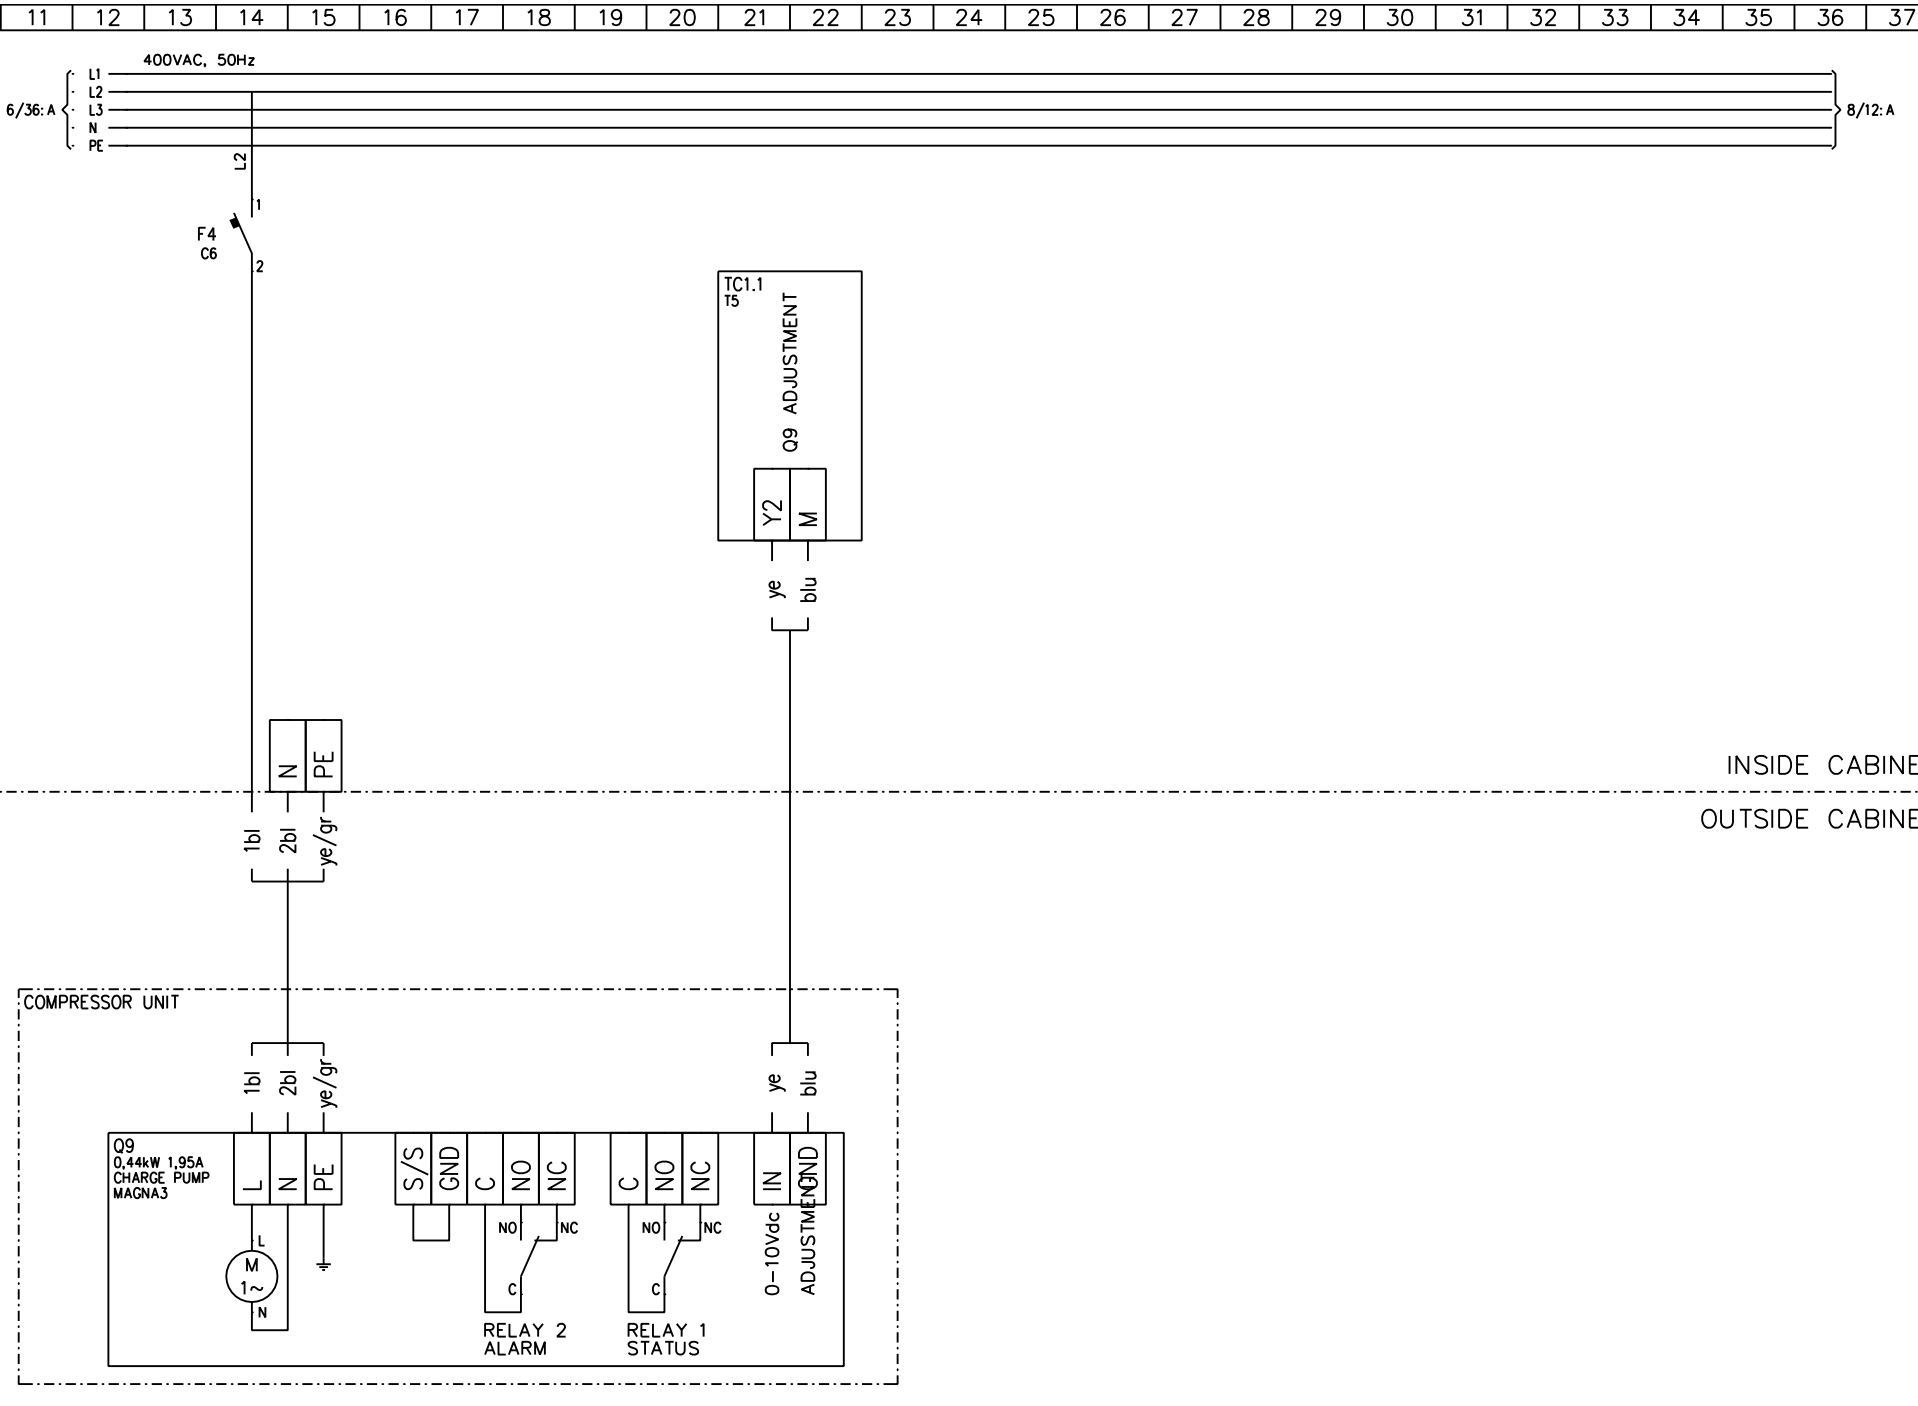 11 12 13 14 15 16 17 18 19 20 21 22 23 24 25 26 27 28 29 30 31 32 33 34 35 36 37
400VAC, 50Hz
L1
L2
6/36:A L3 8/12:A
N
PE
L2
1
F4
C6
2
TC1.1
T5
Q9 ADJUSTMENT
Y2 M
ye blu
N PE
INSIDE CABINE
OUTSIDE CABINE
1bl 2bl ye/gr
COMPRESSOR UNIT
1bl 2bl ye/gr ye blu
Q9
0,44kW 1,95A
CHARGE PUMP
MAGNA3
L N PE S/S GND C NO NC C NO NC IN GND
L
M
1~
N
NO NC
C
RELAY 2
ALARM
NO NC
C
RELAY 1
STATUS
0-10Vdc
ADJUSTMENT